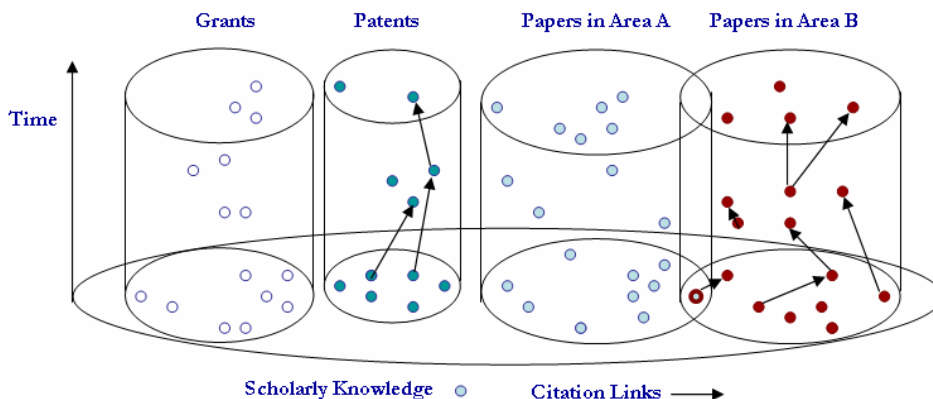 Grants
Patents
Papers in Area A
Papers in Area B
Time
Scholarly Knowledge
Citation Links